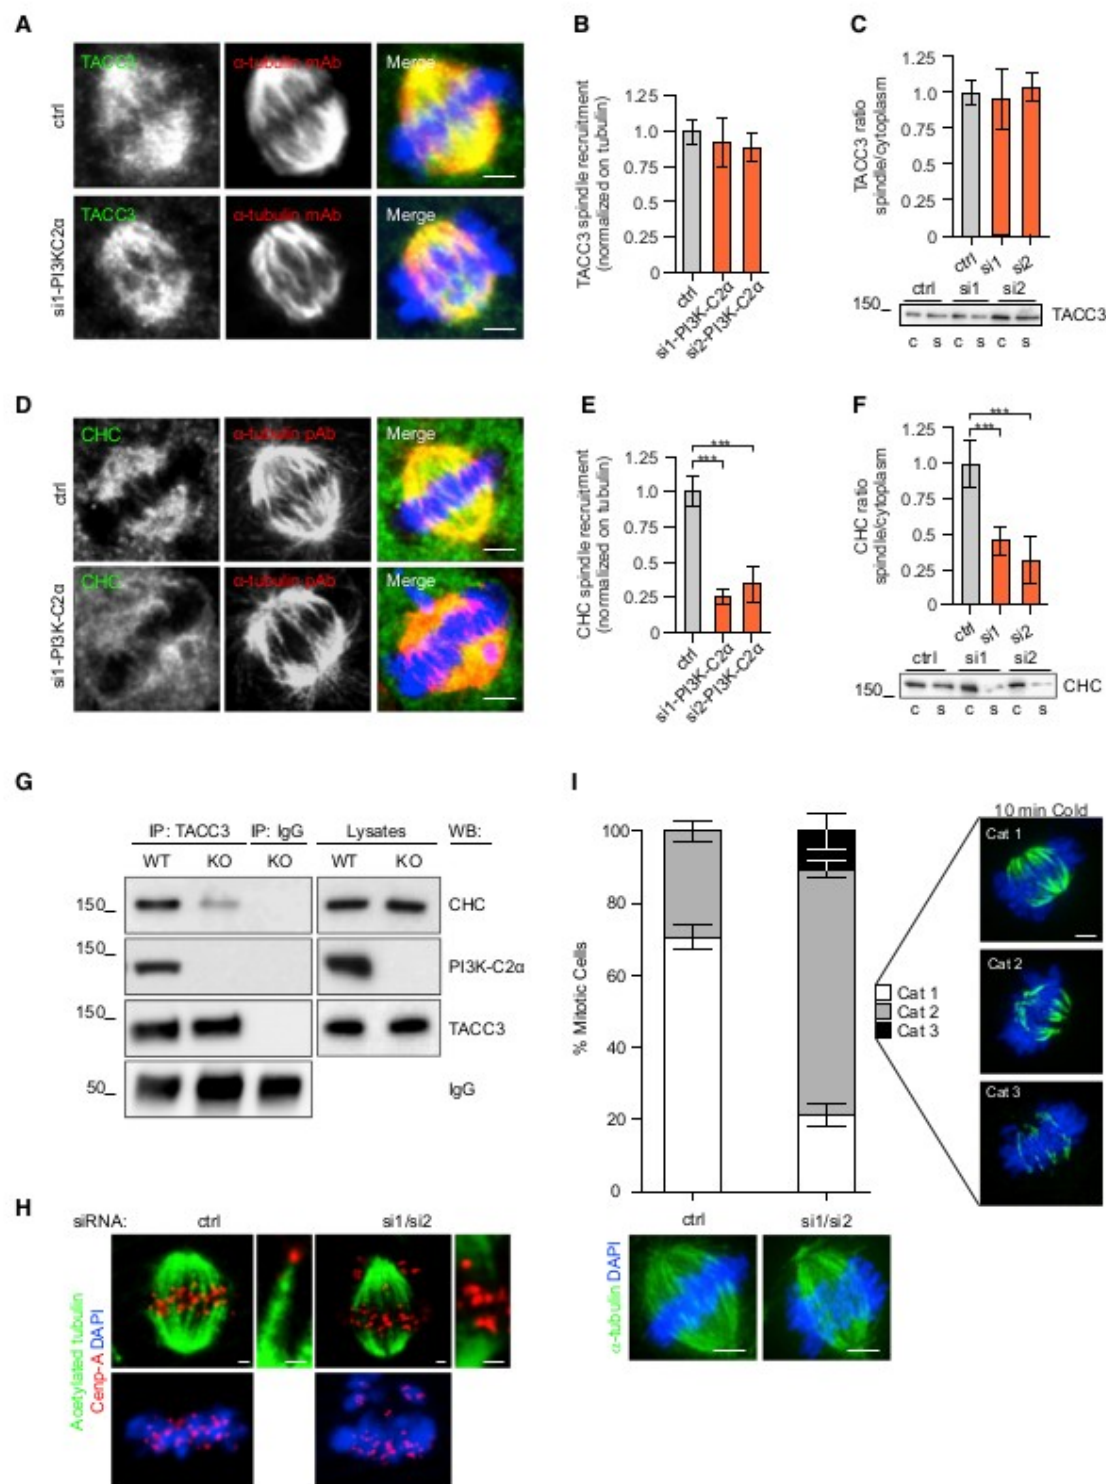 A
TACC3
α-tubulin mAb
Merge
ctrl
TACC3
α-tubulin mAb
Merge
si1-PI3KC2α
B
TACC3 spindle recruitment
(normalized on tubulin)
1.25
1.0
0.75
0.5
0.25
0
ctrl
si1-PI3K-C2α
si2-PI3K-C2α
C
TACC3 ratio
spindle/cytoplasm
1.25
1.0
0.75
0.5
0.25
0
ctrl
si1
si2
ctrl si1 si2
150_
TACC3
c s c s c s
D
CHC
α-tubulin pAb
Merge
ctrl
CHC
α-tubulin pAb
Merge
si1-PI3K-C2α
E
CHC spindle recruitment
(normalized on tubulin)
1.25
1.0
0.75
0.5
0.25
0
***
***
ctrl
si1-PI3K-C2α
si2-PI3K-C2α
F
CHC ratio
spindle/cytoplasm
1.25
1.0
0.75
0.5
0.25
0
***
***
ctrl
si1
si2
ctrl si1 si2
150_
CHC
c s c s c s
G
IP: TACC3 IP: IgG Lysates WB:
WT KO KO WT KO
150_ CHC
150_ PI3K-C2α
150_ TACC3
50_ IgG
H
siRNA: ctrl si1/si2
Acetylated tubulin
Cenp-A DAPI
I
% Mitotic Cells
100
80
60
40
20
0
ctrl si1/si2
Cat 1
Cat 2
Cat 3
10 min Cold
Cat 1
Cat 2
Cat 3
α-tubulin DAPI